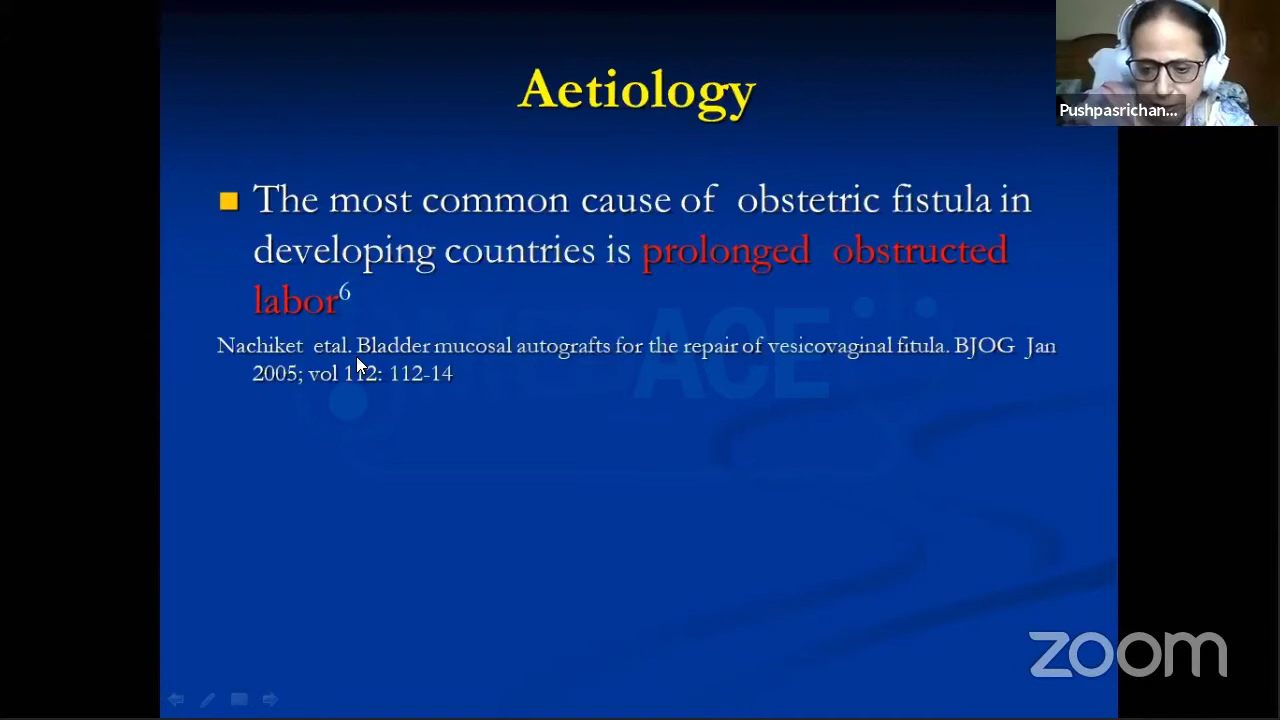 Aetiology
Pushpasrichan...
The most common cause of obstetric fistula in
developing countries is prolonged obstructed
labor6
Nachiket etal. Bladder mucosal autografts for the repair of vesicovaginal fitula. BJOG Jan
2005; vol 112: 112-14
ACE
zoom